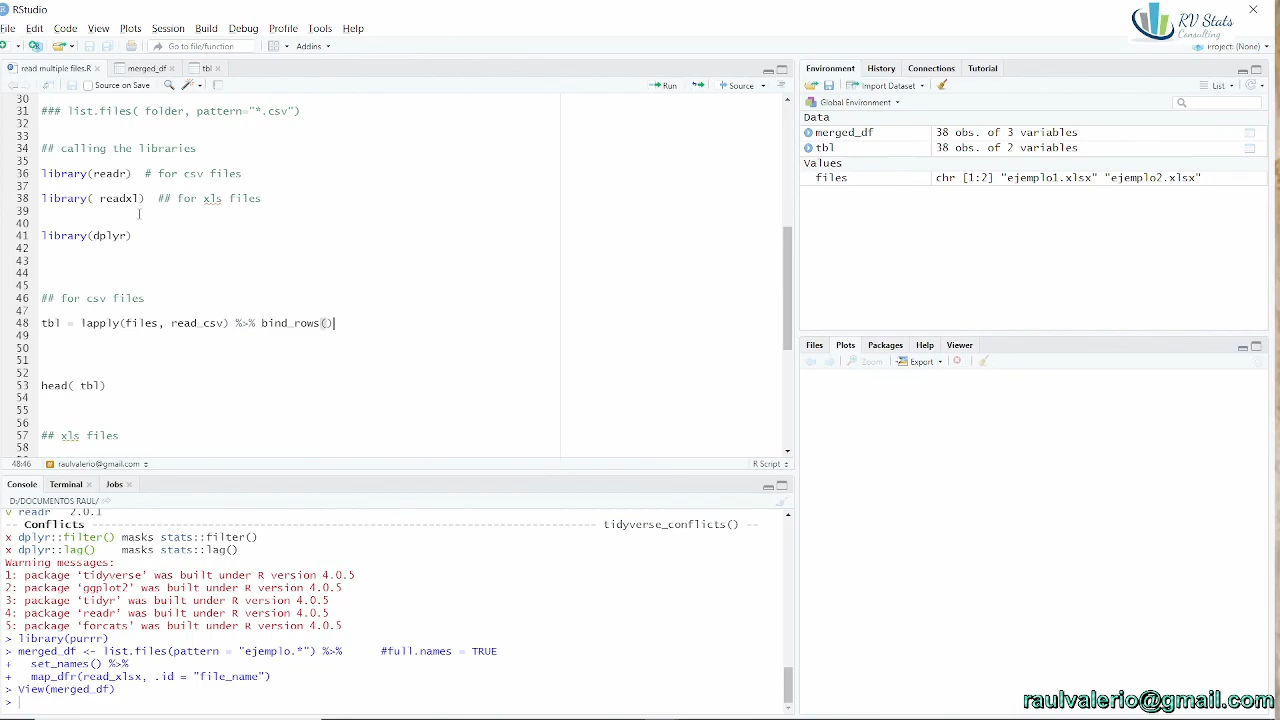 RStudio
RV Stats
Consulting
File Edit Code View Plots Session Build Debug Profile Tools Help
Go to file/function Addins Project: (None)
read multiple files.R merged_df tbl
Source on Save Run Source
30
31 ### list.files( folder, pattern="*.csv")
32
33
34 ## calling the libraries
35
36 library(readr) # for csv files
37
38 library( readxl) ## for xls files
39
40
41 library(dplyr)
42
43
44
45
46 ## for csv files
47
48 tbl = lapply(files, read_csv) %>% bind_rows()
49
50
51
52
53 head( tbl)
54
55
56
57 ## xls files
58
48:46 raulvalerio@gmail.com R Script
Console Terminal Jobs
D:/DOCUMENTO
v readr
-- Conflicts ---- tidyverse_conflicts() --
x dplyr::filter() masks stats::filter()
x dplyr::lag() masks stats::lag()
Warning messages:
1: package ‘tidyverse’ was built under R version 4.0.5
2: package ‘ggplot2’ was built under R version 4.0.5
3: package ‘tidyr’ was built under R version 4.0.5
4: package ‘readr’ was built under R version 4.0.5
5: package ‘forcats’ was built under R version 4.0.5
> library(purrr)
> merged_df <- list.files(pattern = "ejemplo.*") %>% #full.names = TRUE
+ set_names() %>%
+ map_dfr(read_xlsx, .id = "file_name")
> View(merged_df)
>
Environment History Connections Tutorial
Import Dataset List
Global Environment
Data
merged_df 38 obs. of 3 variables
tbl 38 obs. of 2 variables
Values
files chr [1:2] "ejemplo1.xlsx" "ejemplo2.xlsx"
Files Plots Packages Help Viewer
Zoom Export
raulvalerio@gmail.com